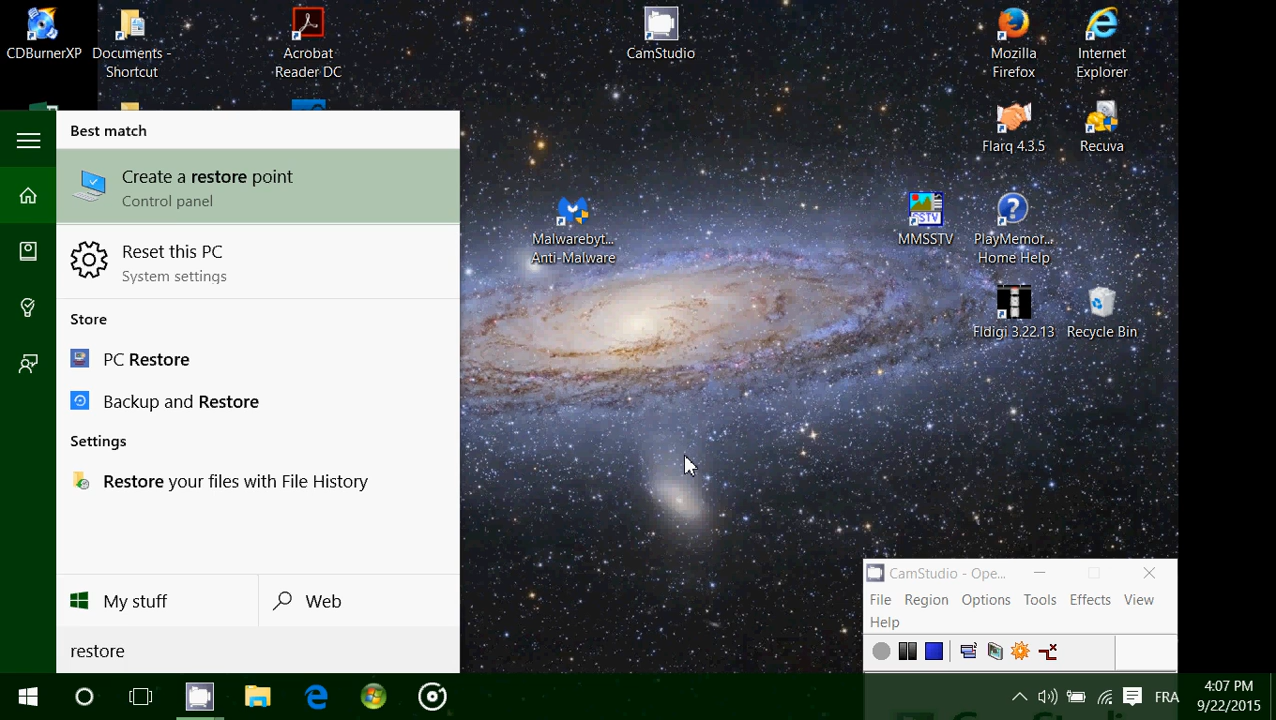 CDBurnerXP
Documents -
Shortcut
Acrobat
Reader DC
CamStudio
Mozilla
Firefox
Internet
Explorer
Flarq 4.3.5
Recuva
Malwarebyt...
Anti-Malware
MMSSTV
SSTV
PlayMemor...
Home Help
Fldigi 3.22.13
Recycle Bin
Best match
Create a restore point
Control panel
Reset this PC
System settings
Store
PC Restore
Backup and Restore
Settings
Restore your files with File History
My stuff
Web
restore
CamStudio - Ope...
File Region Options Tools Effects View
Help
FRA
4:07 PM
9/22/2015